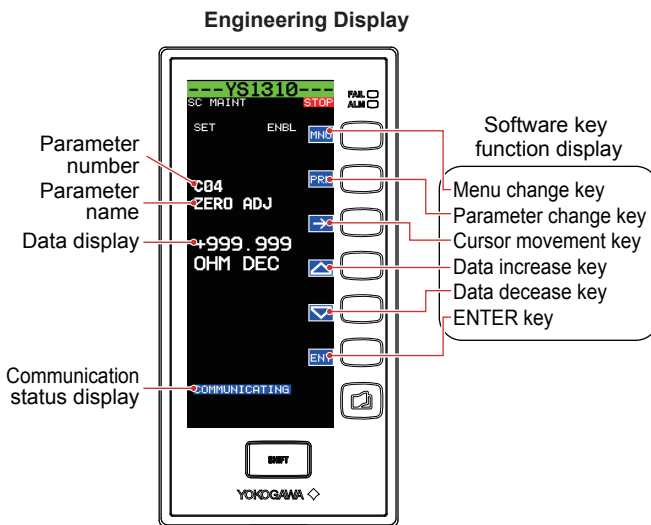 Engineering Display
---YS1310---
SC MAINT STOP
FAIL
ALM
SET ENBL
MNU
PRM
C04
ZERO ADJ
+999.999
OHM DEC
ENT
COMMUNICATING
SHIFT
YOKOGAWA
Parameter
number
Parameter
name
Data display
Communication
status display
Software key
function display
Menu change key
Parameter change key
Cursor movement key
Data increase key
Data decease key
ENTER key